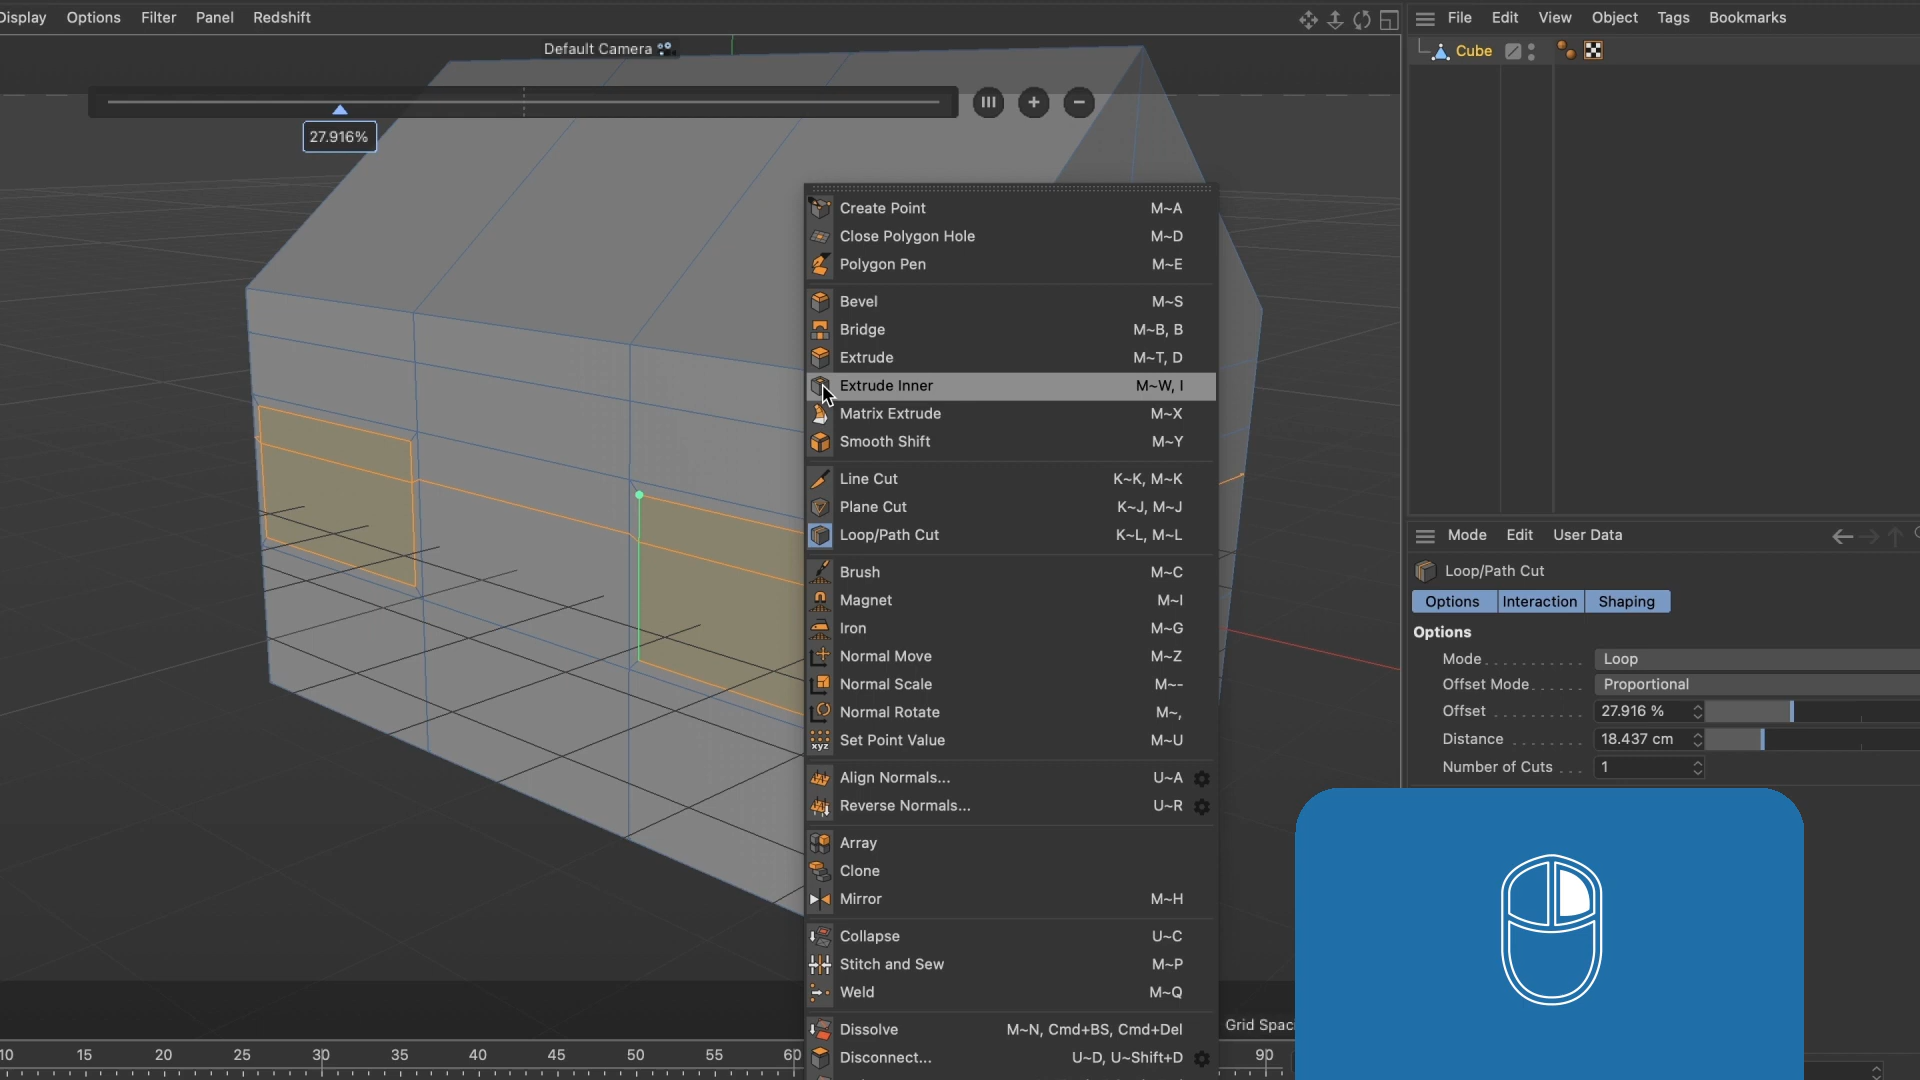 Display Options Filter Panel Redshift
Default Camera
27.916%
Create Point M~A
Close Polygon Hole M~D
Polygon Pen M~E
Bevel M~S
Bridge M~B, B
Extrude M~T, D
Extrude Inner M~W, I
Matrix Extrude M~X
Smooth Shift M~Y
Line Cut K~K, M~K
Plane Cut K~J, M~J
Loop/Path Cut K~L, M~L
Brush M~C
Magnet M~I
Iron M~G
Normal Move M~Z
Normal Scale M~-
Normal Rotate M~,
Set Point Value M~U
Align Normals... U~A
Reverse Normals... U~R
Array
Clone
Mirror M~H
Collapse U~C
Stitch and Sew M~P
Weld M~Q
Dissolve M~N, Cmd+BS, Cmd+Del
Disconnect... U~D, U~Shift+D
Grid Spaci
10 15 20 25 30 35 40 45 50 55 60 90
File Edit View Object Tags Bookmarks
Cube
Mode Edit User Data
Loop/Path Cut
Options Interaction Shaping
Options
Mode Loop
Offset Mode Proportional
Offset 27.916 %
Distance 18.437 cm
Number of Cuts 1